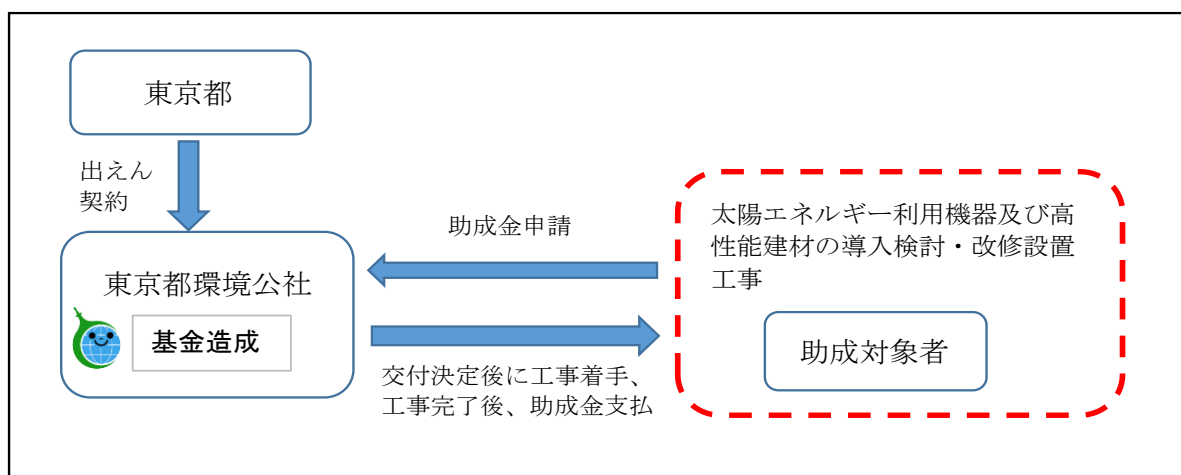 東京都
出えん
契約
東京都環境公社
基金造成
助成金申請
交付決定後に工事着手、
工事完了後、助成金支払
太陽エネルギー利用機器及び高
性能建材の導入検討・改修設置
工事
助成対象者